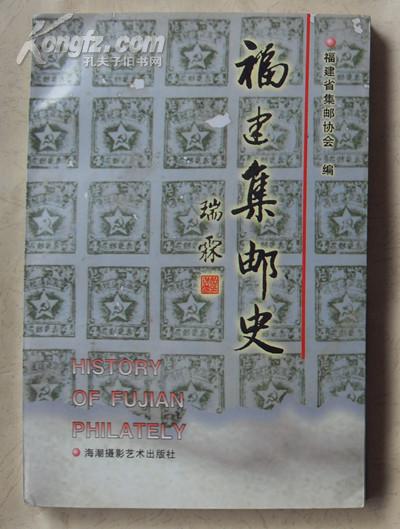 Kongfz.com
孔夫子旧书网
福建省集邮协会 编
福建集邮史
瑞霖
HISTORY
OF FUJIAN
PHILATELY
海潮摄影艺术出版社